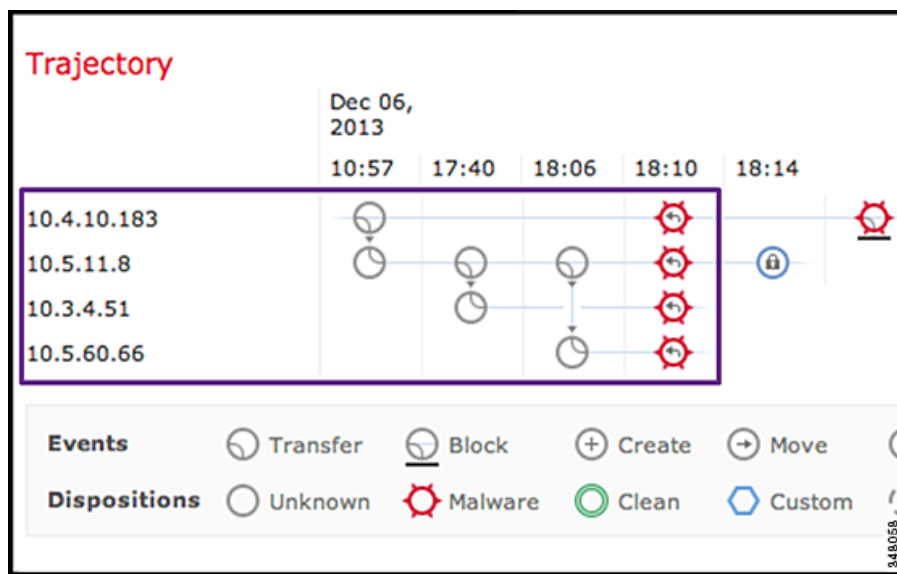 Trajectory
Dec 06,
2013
10:57 17:40 18:06 18:10 18:14
10.4.10.183
10.5.11.8
10.3.4.51
10.5.60.66
Events Transfer Block Create Move
Dispositions Unknown Malware Clean Custom
348058